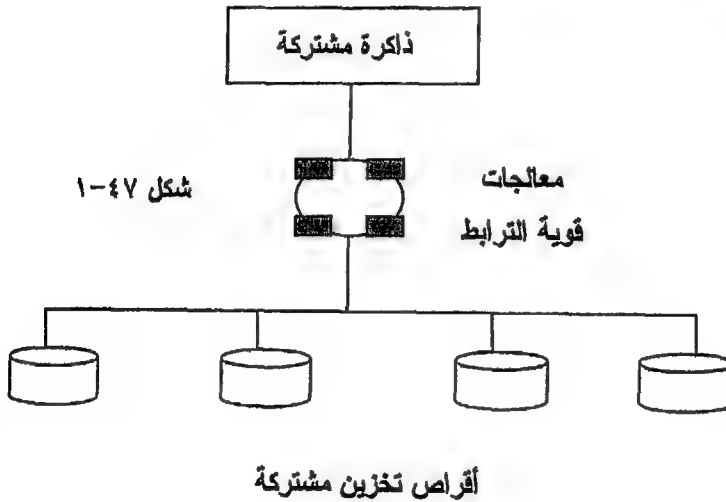 ذاكرة مشتركة
معالجات
قوية الترابط
شكل ٤٧-١
أقراص تخزين مشتركة